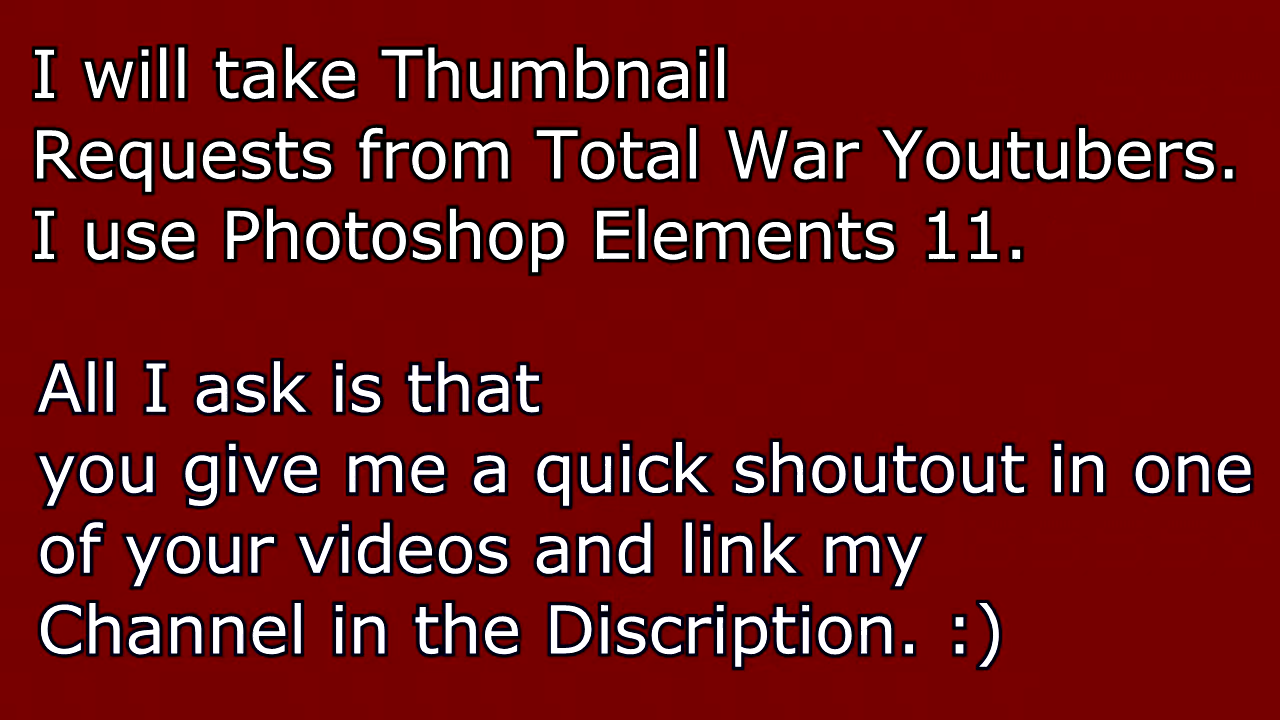 I will take Thumbnail
Requests from Total War Youtubers.
I use Photoshop Elements 11.
All I ask is that
you give me a quick shoutout in one
of your videos and link my
Channel in the Discription. :)